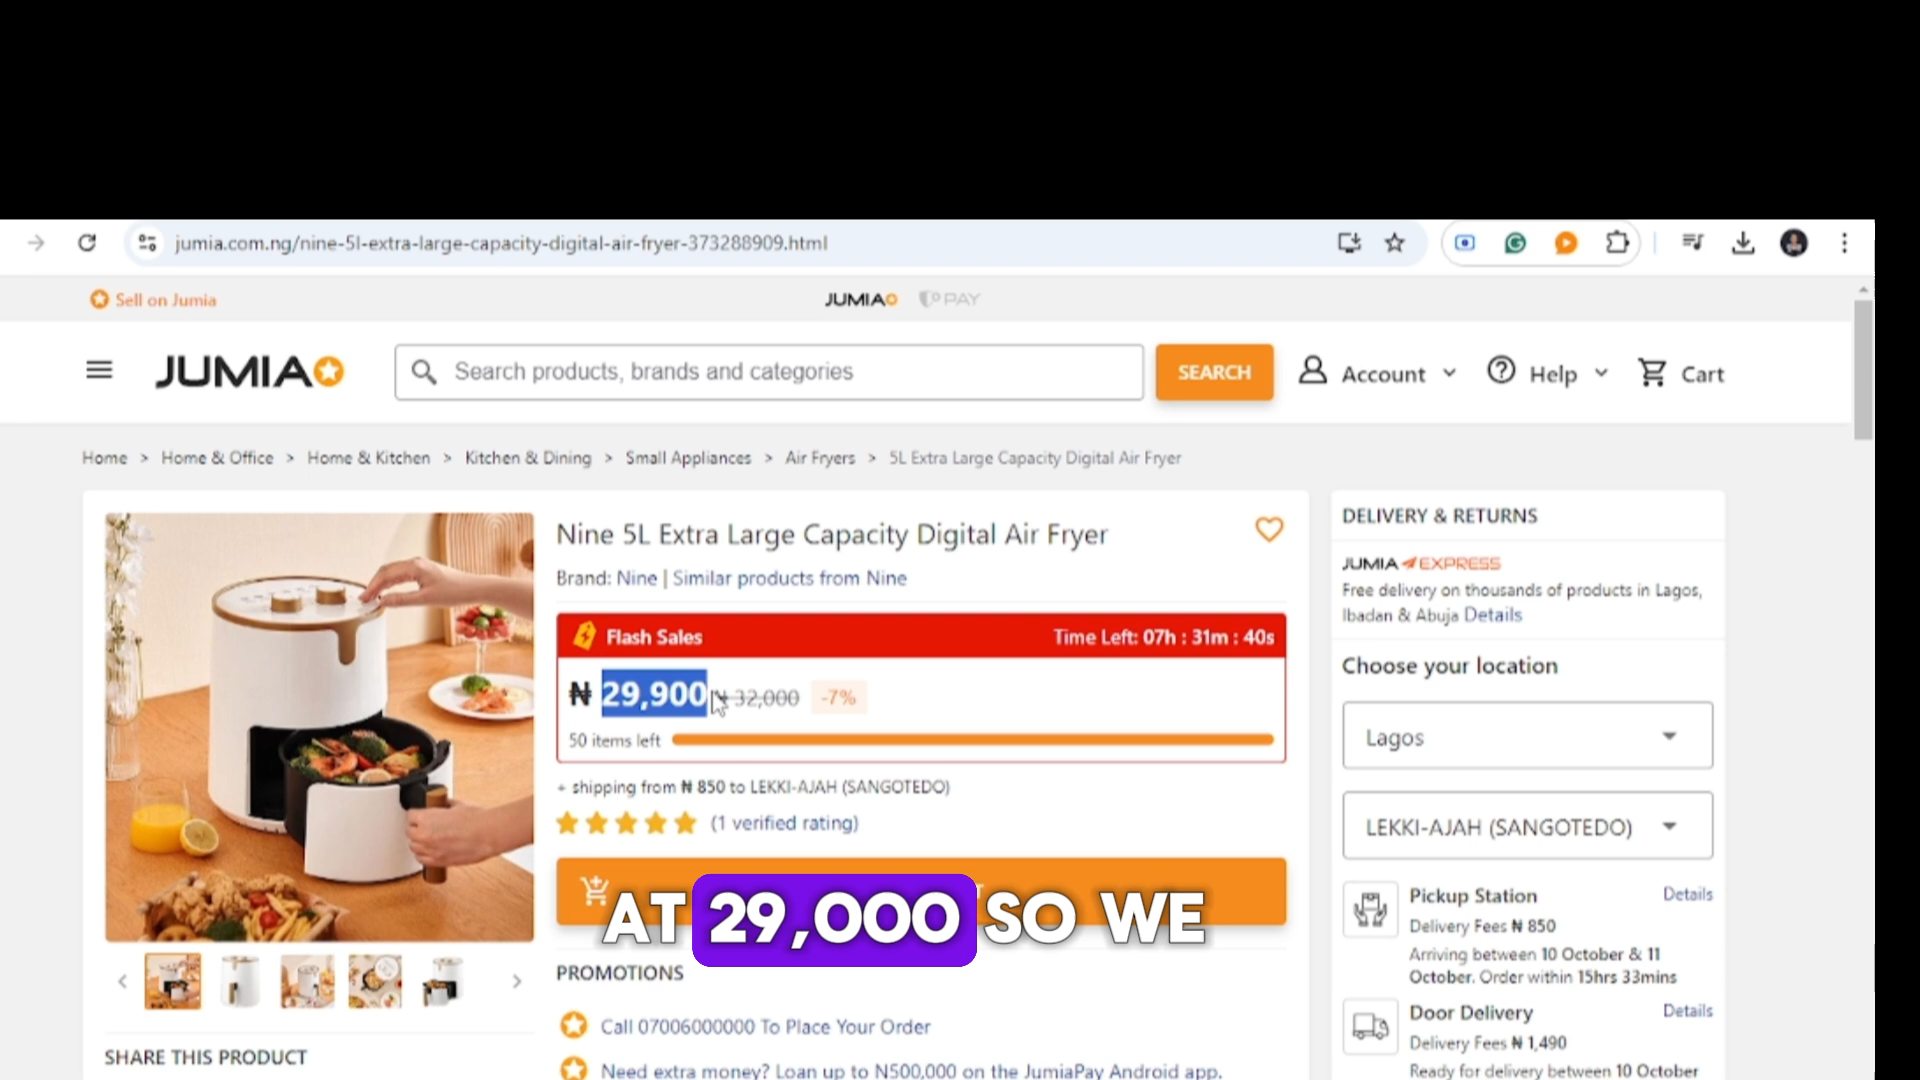 jumia.com.ng/nine-5l-extra-large-capacity-digital-air-fryer-373288909.html
Sell on Jumia
JUMIA
PAY
JUMIA
Search products, brands and categories
SEARCH
Account
Help
Cart
Home > Home & Office > Home & Kitchen > Kitchen & Dining > Small Appliances > Air Fryers > 5L Extra Large Capacity Digital Air Fryer
Nine 5L Extra Large Capacity Digital Air Fryer
Brand: Nine | Similar products from Nine
Flash Sales
Time Left: 07h : 31m : 40s
₦ 29,900
₦ 32,000
-7%
50 items left
+ shipping from ₦ 850 to LEKKI-AJAH (SANGOTEDO)
(1 verified rating)
AT 29,000 SO WE
PROMOTIONS
Call 07006000000 To Place Your Order
Need extra money? Loan up to N500,000 on the JumiaPay Android app.
SHARE THIS PRODUCT
DELIVERY & RETURNS
JUMIA EXPRESS
Free delivery on thousands of products in Lagos,
Ibadan & Abuja Details
Choose your location
Lagos
LEKKI-AJAH (SANGOTEDO)
Pickup Station
Details
Delivery Fees ₦ 850
Arriving between 10 October & 11
October. Order within 15hrs 33mins
Door Delivery
Details
Delivery Fees ₦ 1,490
Ready for delivery between 10 October